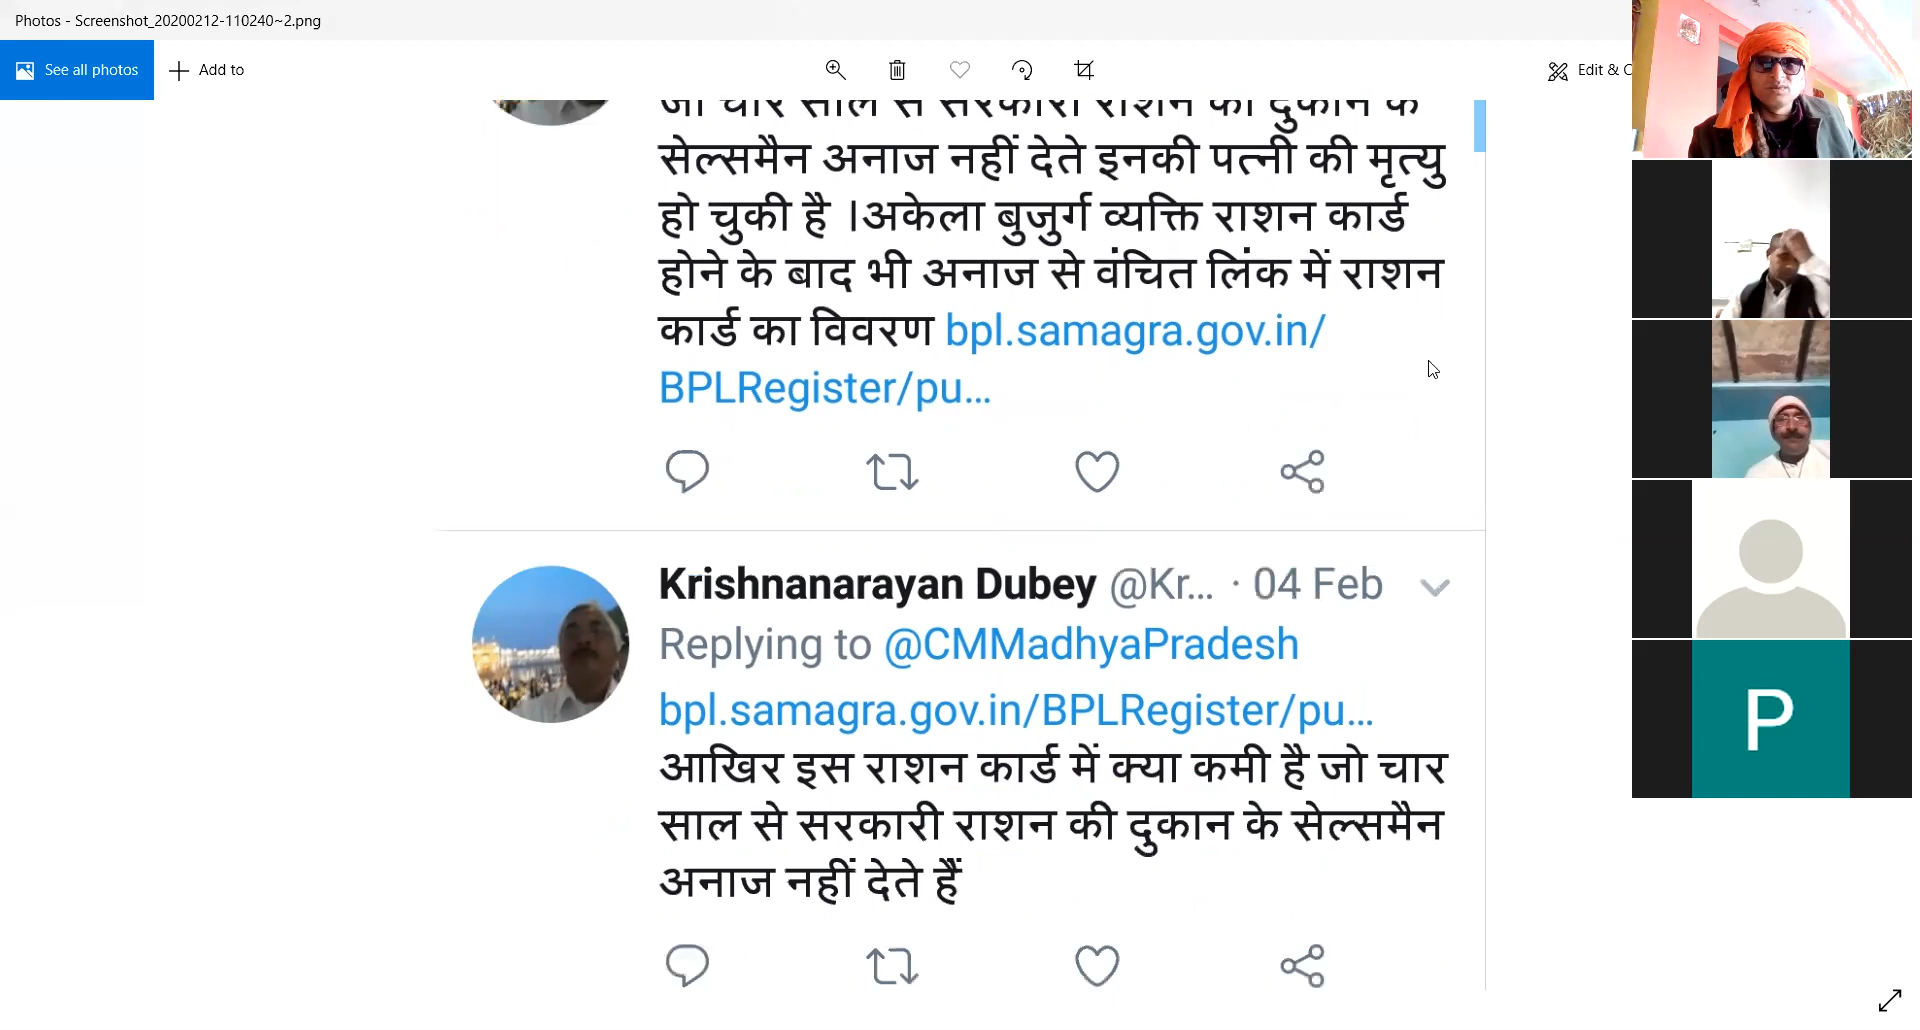 Photos - Screenshot_20200212-110240~2.png
See all photos
Add to
Edit & C
जो चार साल से सरकारी राशन की दुकान के
सेल्समैन अनाज नहीं देते इनकी पत्नी की मृत्यु
हो चुकी है ।अकेला बुजुर्ग व्यक्ति राशन कार्ड
होने के बाद भी अनाज से वंचित लिंक में राशन
कार्ड का विवरण bpl.samagra.gov.in/
BPLRegister/pu...
Krishnanarayan Dubey @Kr... · 04 Feb
Replying to @CMMadhyaPradesh
bpl.samagra.gov.in/BPLRegister/pu...
आखिर इस राशन कार्ड में क्या कमी है जो चार
साल से सरकारी राशन की दुकान के सेल्समैन
अनाज नहीं देते हैं
P